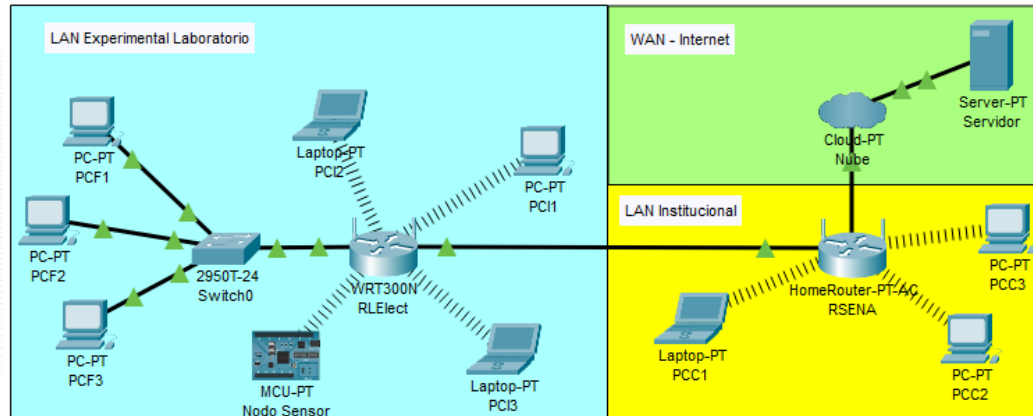 LAN Experimental Laboratorio
WAN - Internet
Server-PT
Servidor
Cloud-PT
Nube
PC-PT
PCF1
Laptop-PT
PCI2
PC-PT
PCI1
LAN Institucional
PC-PT
PCF2
2950T-24
Switch0
WRT300N
RLElect
HomeRouter-PT-AC
RSENA
PC-PT
PCC3
PC-PT
PCF3
MCU-PT
Nodo Sensor
Laptop-PT
PCI3
Laptop-PT
PCC1
PC-PT
PCC2